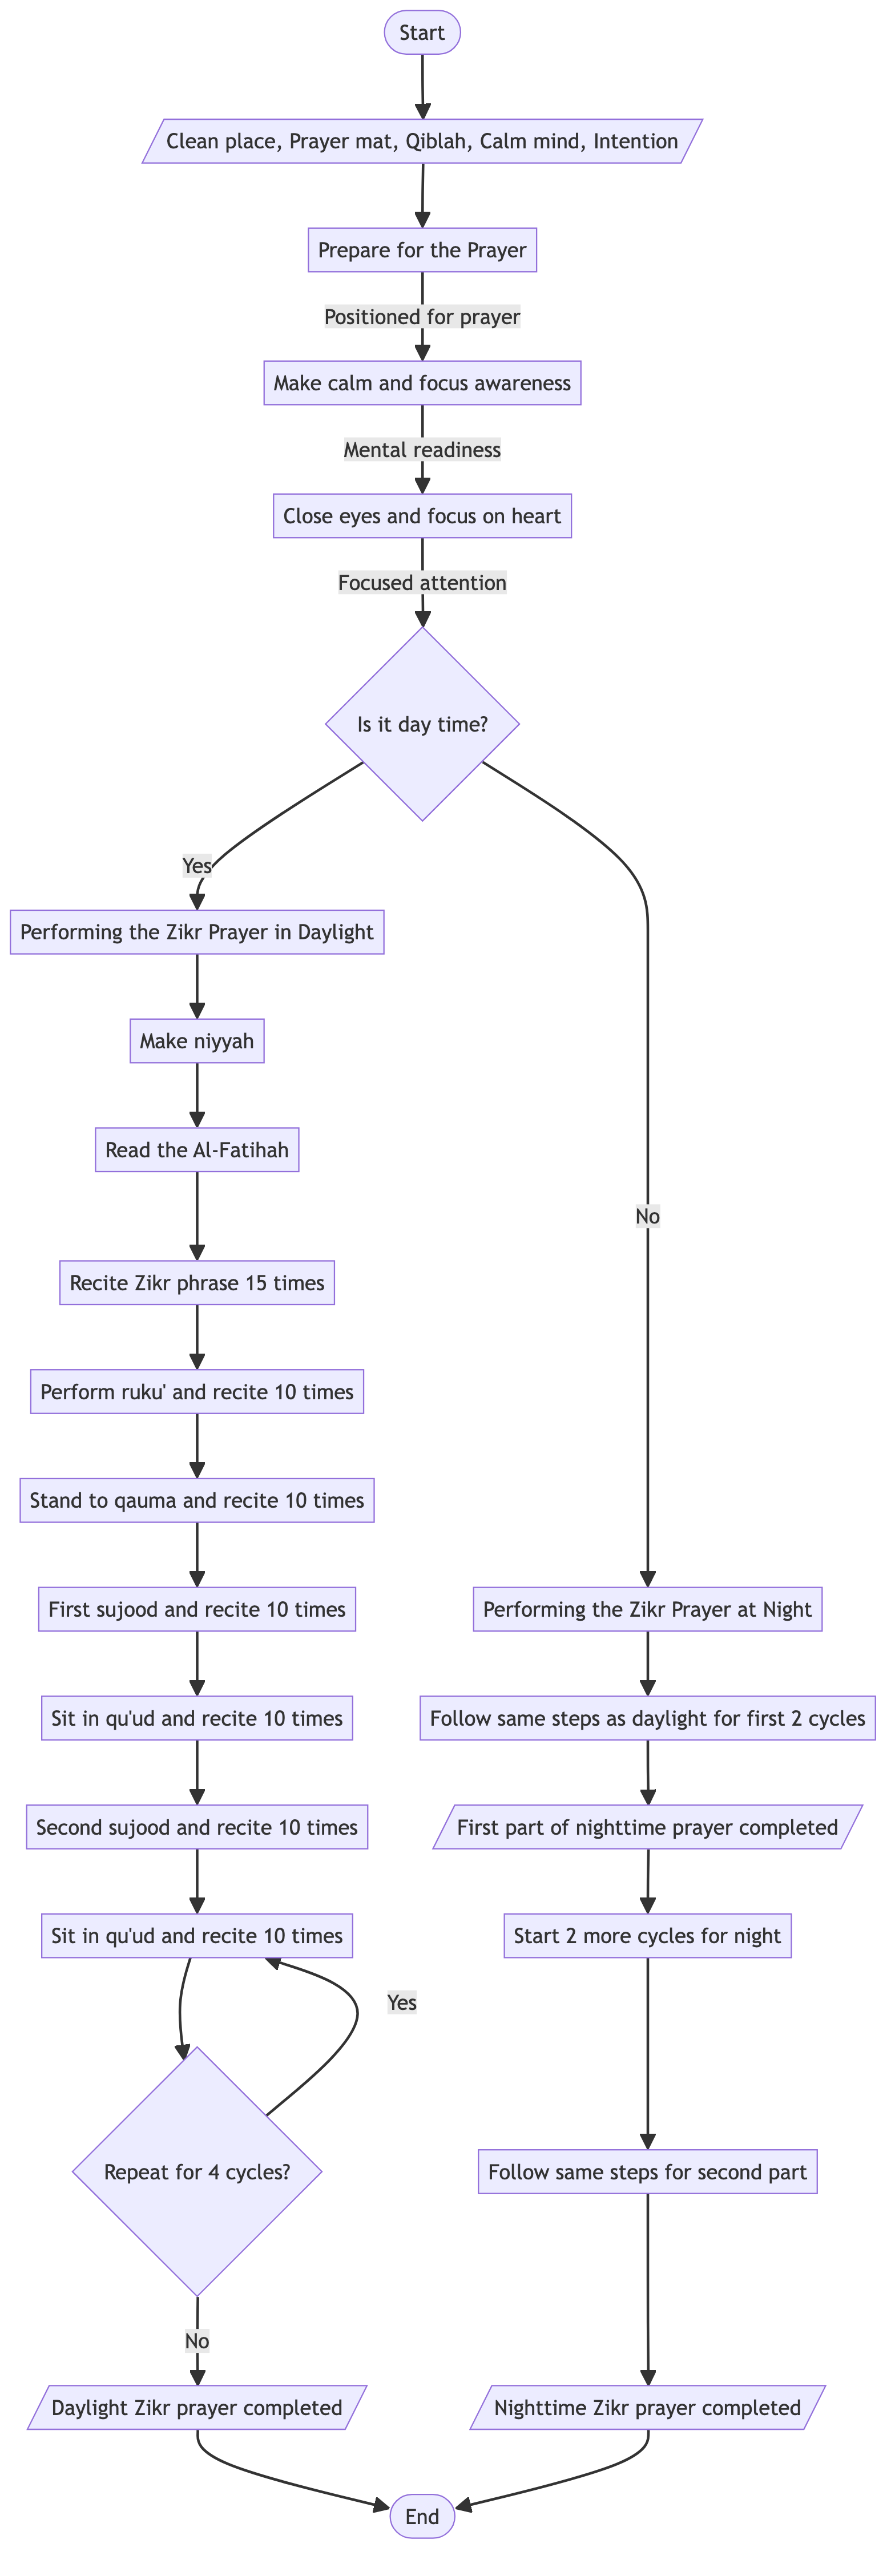 Start
Clean place, Prayer mat, Qiblah, Calm mind, Intention
Prepare for the Prayer
Positioned for prayer
Make calm and focus awareness
Mental readiness
Close eyes and focus on heart
Focused attention
Is it day time?
Yes
Performing the Zikr Prayer in Daylight
Make niyyah
Read the Al-Fatihah
No
Recite Zikr phrase 15 times
Perform ruku' and recite 10 times
Stand to qauma and recite 10 times
First sujood and recite 10 times
Performing the Zikr Prayer at Night
Sit in qu'ud and recite 10 times
Follow same steps as daylight for first 2 cycles
Second sujood and recite 10 times
First part of nighttime prayer completed
Sit in qu'ud and recite 10 times
Start 2 more cycles for night
Yes
Repeat for 4 cycles?
Follow same steps for second part
No
Daylight Zikr prayer completed
Nighttime Zikr prayer completed
End